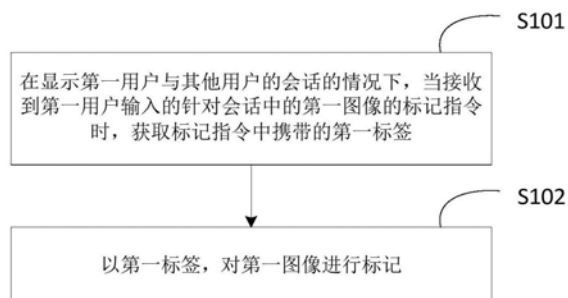 S101
在显示第一用户与其他用户的会话的情况下，当接收
到第一用户输入的针对会话中的第一图像的标记指令
时，获取标记指令中携带的第一标签
S102
以第一标签，对第一图像进行标记